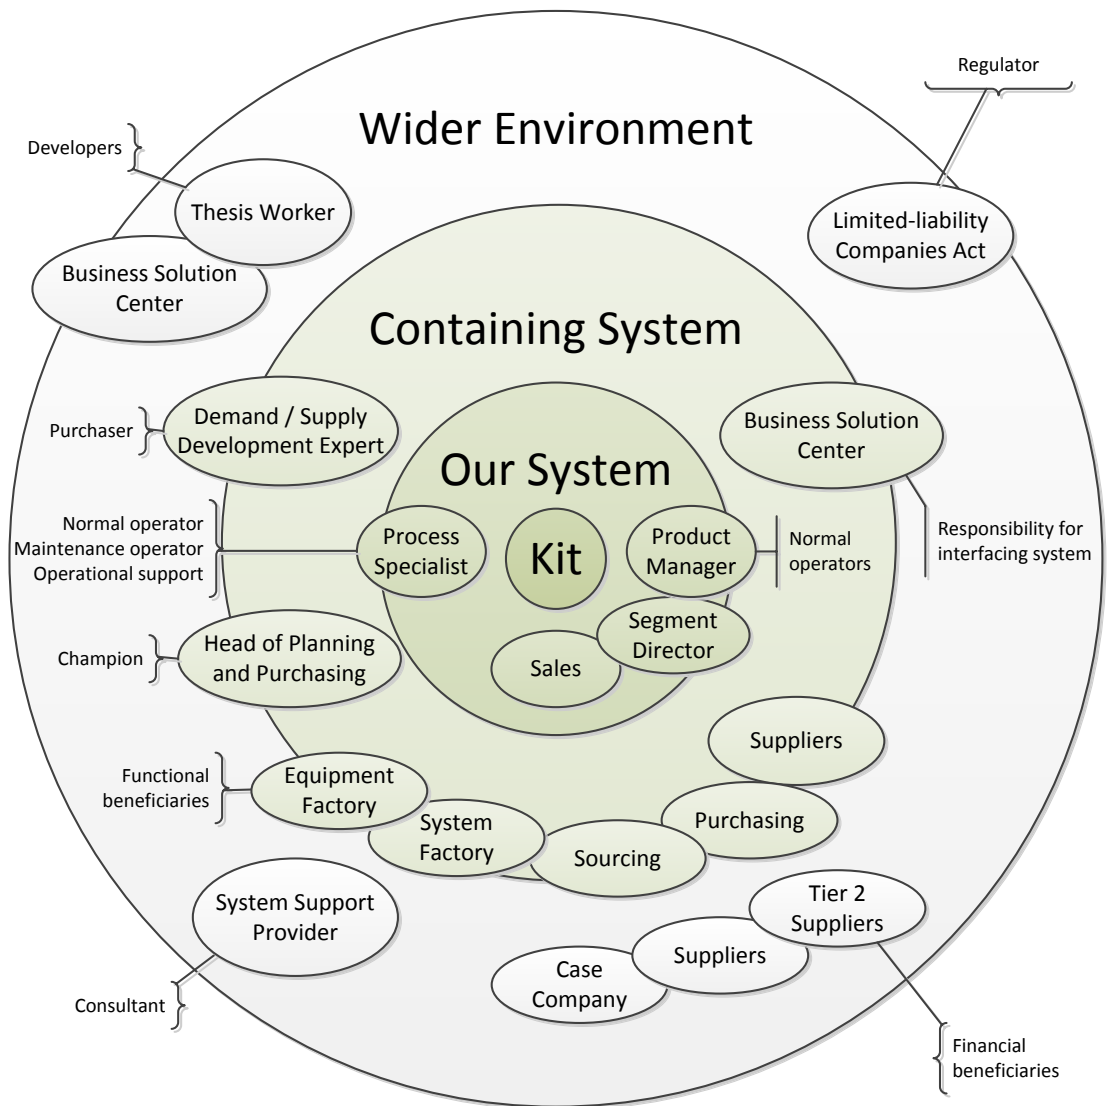 Regulator
Wider Environment
Developers
Thesis Worker
Limited-liability
Companies Act
Business Solution
Center
Containing System
Demand / Supply
Development Expert
Purchaser
Business Solution
Center
Our System
Normal operator
Maintenance operator
Operational support
Process
Specialist
Kit
Product
Manager
Normal
operators
Responsibility for
interfacing system
Segment
Director
Head of Planning
and Purchasing
Champion
Sales
Suppliers
Functional
beneficiaries
Equipment
Factory
System
Factory
Sourcing
Purchasing
System Support
Provider
Tier 2
Suppliers
Suppliers
Case
Company
Consultant
Financial
beneficiaries